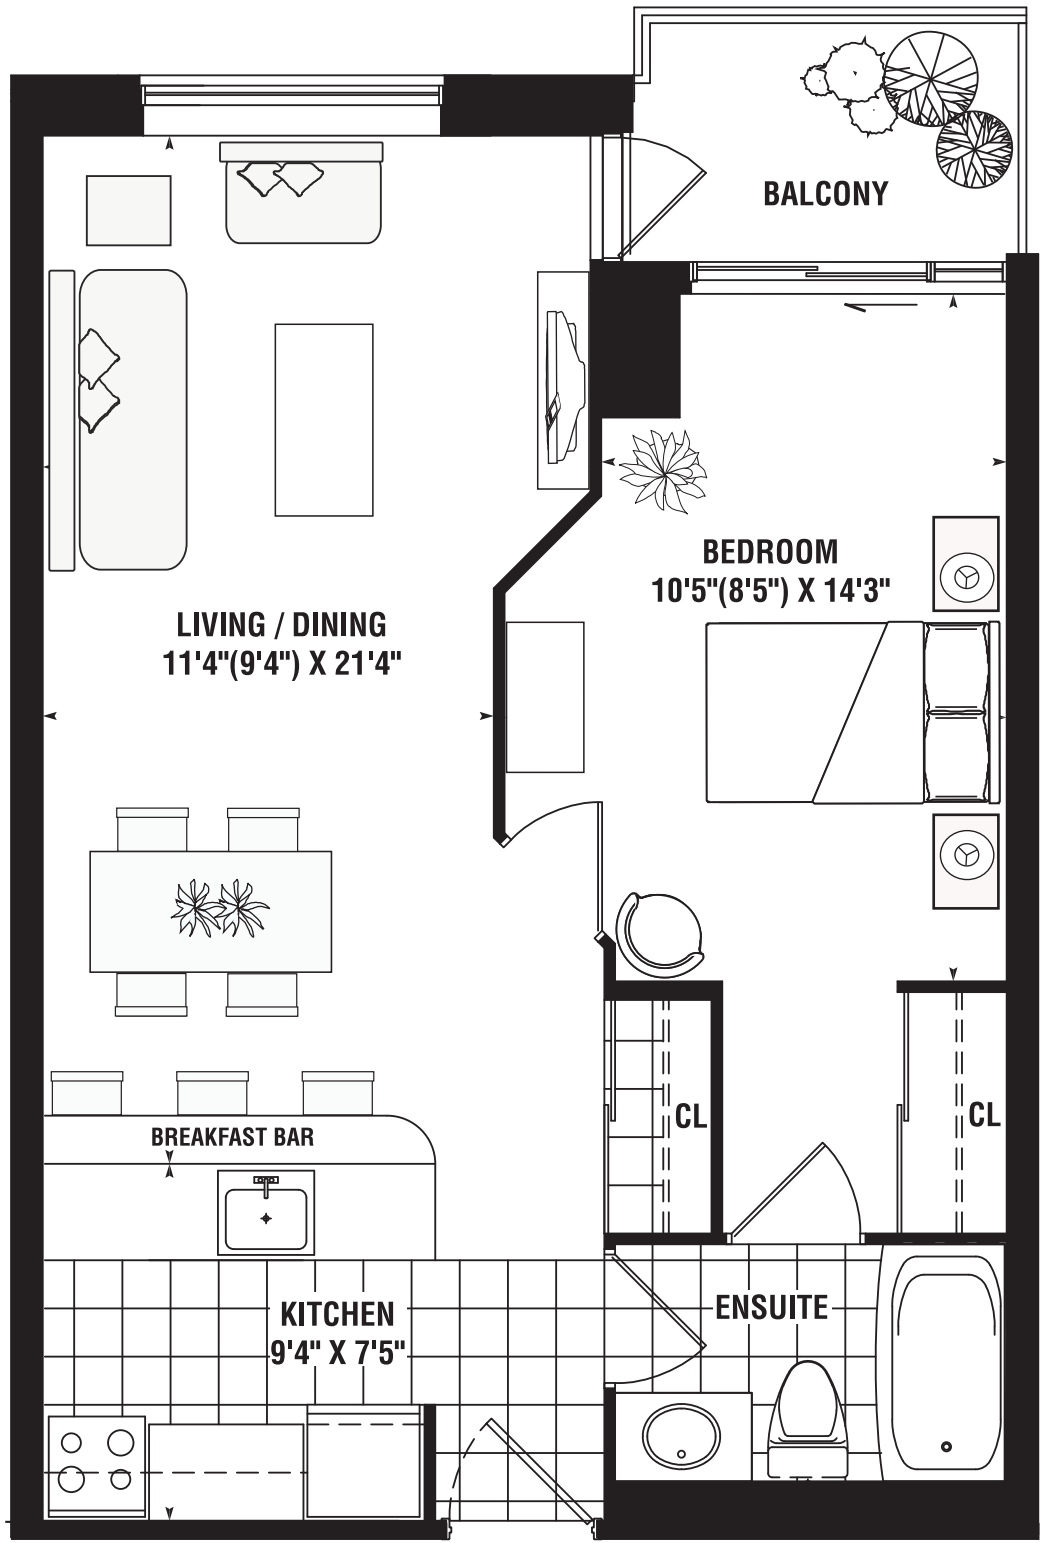 BALCONY
BEDROOM
10'5"(8'5") X 14'3"
LIVING / DINING
11'4"(9'4") X 21'4"
CL
CL
BREAKFAST BAR
KITCHEN
9'4" X 7'5"
ENSUITE